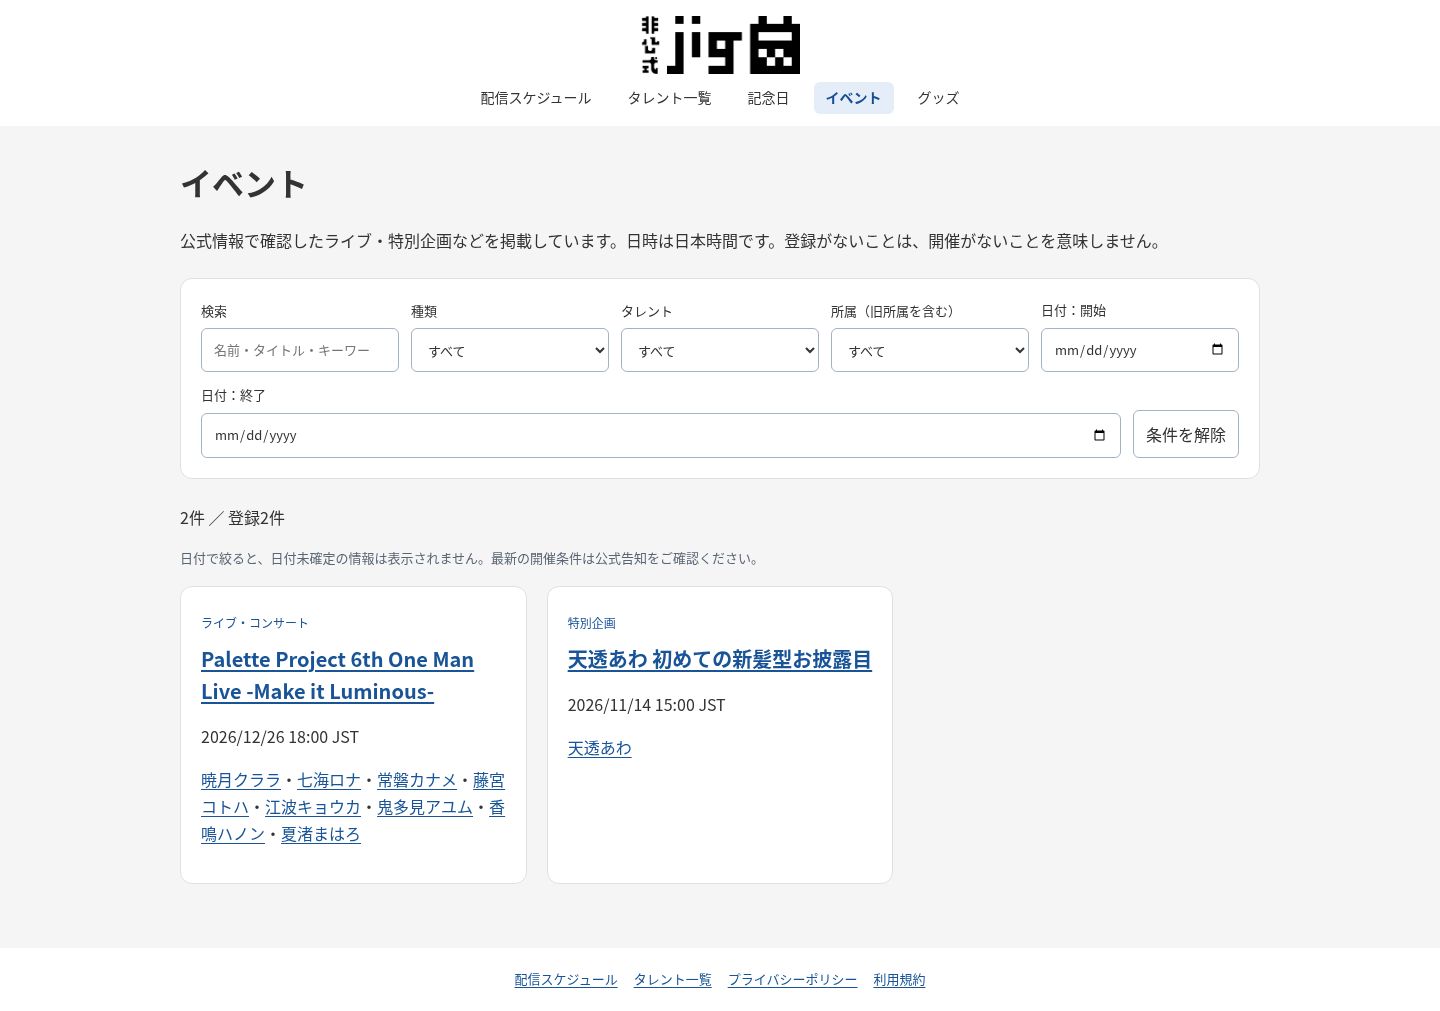 非公式 jig歯
配信スケジュール タレント一覧 記念日 イベント グッズ
イベント
公式情報で確認したライブ・特別企画などを掲載しています。日時は日本時間です。登録がないことは、開催がないことを意味しません。
検索 種類 タレント 所属（旧所属を含む） 日付：開始
名前・タイトル・キーワー すべて すべて すべて mm/dd/yyyy
日付：終了
mm/dd/yyyy 条件を解除
2件 ／ 登録2件
日付で絞ると、日付未確定の情報は表示されません。最新の開催条件は公式告知をご確認ください。
ライブ・コンサート
Palette Project 6th One Man
Live -Make it Luminous-
2026/12/26 18:00 JST
暁月クララ・七海ロナ・常磐カナメ・藤宮
コトハ・江波キョウカ・鬼多見アユム・香
鳴ハノン・夏渚まはろ
特別企画
天透あわ 初めての新髪型お披露目
2026/11/14 15:00 JST
天透あわ
配信スケジュール タレント一覧 プライバシーポリシー 利用規約